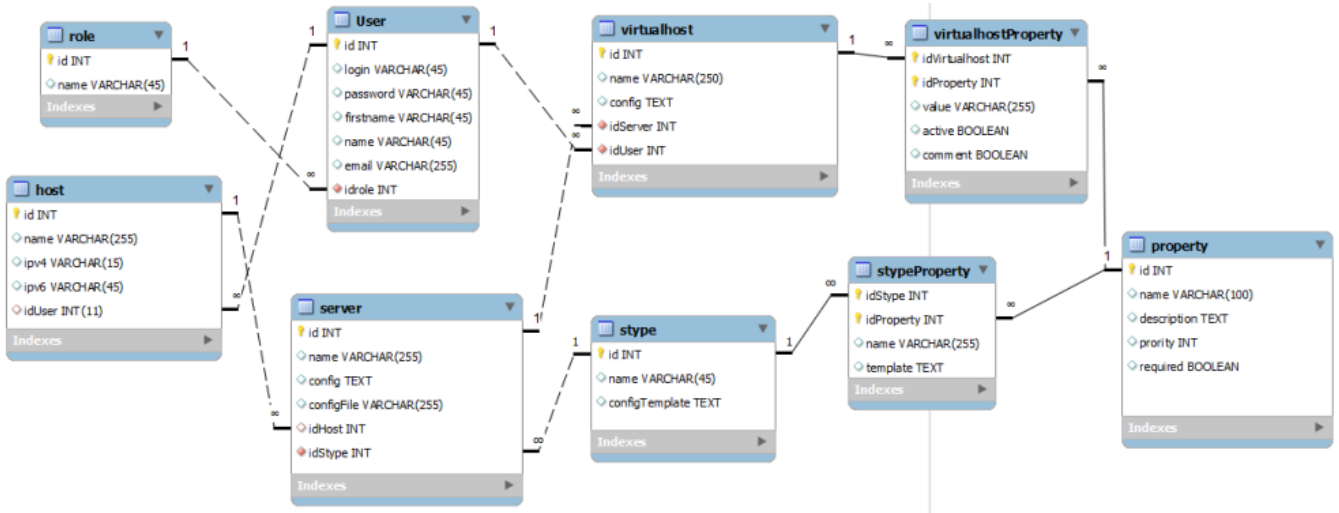 role
id INT
name VARCHAR(45)
Indexes
1
∞
User
id INT
login VARCHAR(45)
password VARCHAR(45)
firstname VARCHAR(45)
name VARCHAR(45)
email VARCHAR(255)
idrole INT
Indexes
1
1
∞
host
id INT
name VARCHAR(255)
ipv4 VARCHAR(15)
ipv6 VARCHAR(45)
idUser INT(11)
Indexes
1
∞
server
id INT
name VARCHAR(255)
config TEXT
configFile VARCHAR(255)
idHost INT
idStype INT
Indexes
∞
1
∞
virtualhost
id INT
name VARCHAR(250)
config TEXT
idServer INT
idUser INT
Indexes
∞
1
∞
virtualhostProperty
idVirtualhost INT
idProperty INT
value VARCHAR(255)
active BOOLEAN
comment BOOLEAN
Indexes
∞
stype
id INT
name VARCHAR(45)
configTemplate TEXT
Indexes
1
1
∞
stypeProperty
idStype INT
idProperty INT
name VARCHAR(255)
template TEXT
Indexes
∞
1
property
id INT
name VARCHAR(100)
description TEXT
prority INT
required BOOLEAN
Indexes